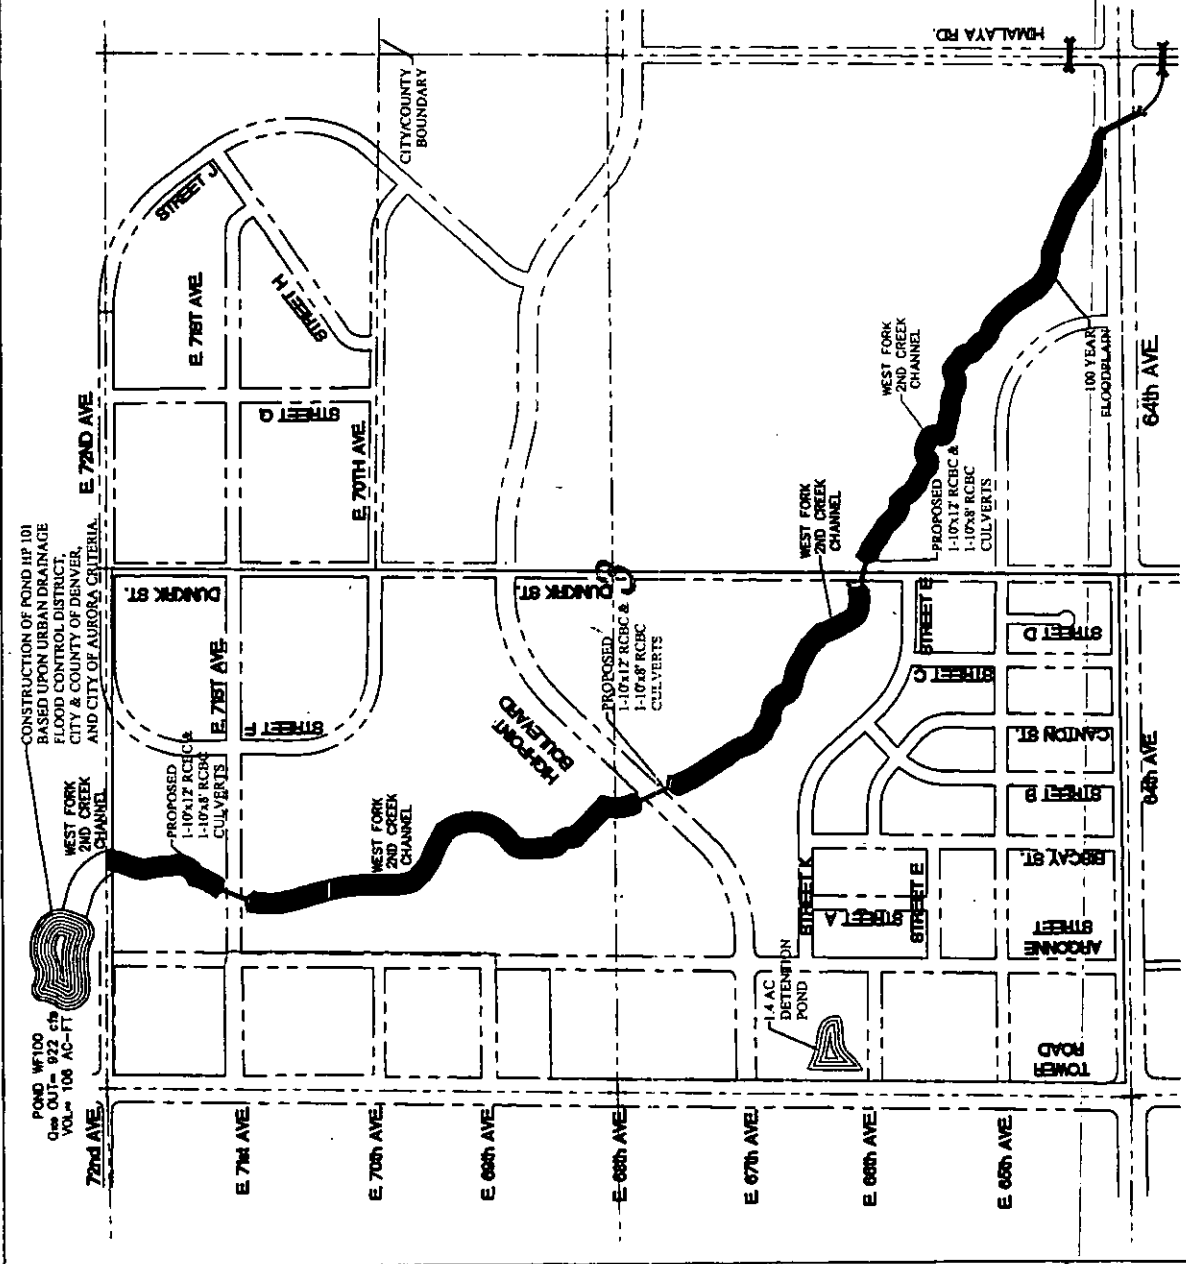 HIMALAYA RD.
CITY/COUNTY
BOUNDARY
STREET J
STREET H
E. 71ST AVE.
STREET G
E. 72ND AVE.
E. 70TH AVE.
CONSTRUCTION OF POND HP 101
BASED UPON URBAN DRAINAGE
FLOOD CONTROL DISTRICT,
CITY & COUNTY OF DENVER,
AND CITY OF AURORA CRITERIA.
DUNKIRK ST.
DUNKIRK ST.
WEST FORK
2ND CREEK
CHANNEL
PROPOSED
1-10'x12' RCBC &
1-10'x8' RCBC
CULVERTS
E. 71ST AVE.
STREET F
HIGHPOINT
BOULEVARD
PROPOSED
1-10'x12' RCBC &
1-10'x8' RCBC
CULVERTS
WEST FORK
2ND CREEK
CHANNEL
WEST FORK
2ND CREEK
CHANNEL
WEST FORK
2ND CREEK
CHANNEL
PROPOSED
1-10'x12' RCBC &
1-10'x8' RCBC
CULVERTS
100 YEAR
FLOODPLAIN
64th AVE.
STREET E
STREET D
STREET C
CANTON ST.
STREET B
BISCAY ST.
64th AVE.
STREET K
STREET A
STREET E
ARGONNE
STREET
1.4 AC
DETENTION
POND
TOWER
ROAD
POND WF100
OUT= 922 cfs
VOL= 106 AC-FT
72nd AVE.
E. 71st AVE.
E. 70th AVE.
E. 69th AVE.
E. 68th AVE.
E. 67th AVE.
E. 66th AVE.
E. 65th AVE.